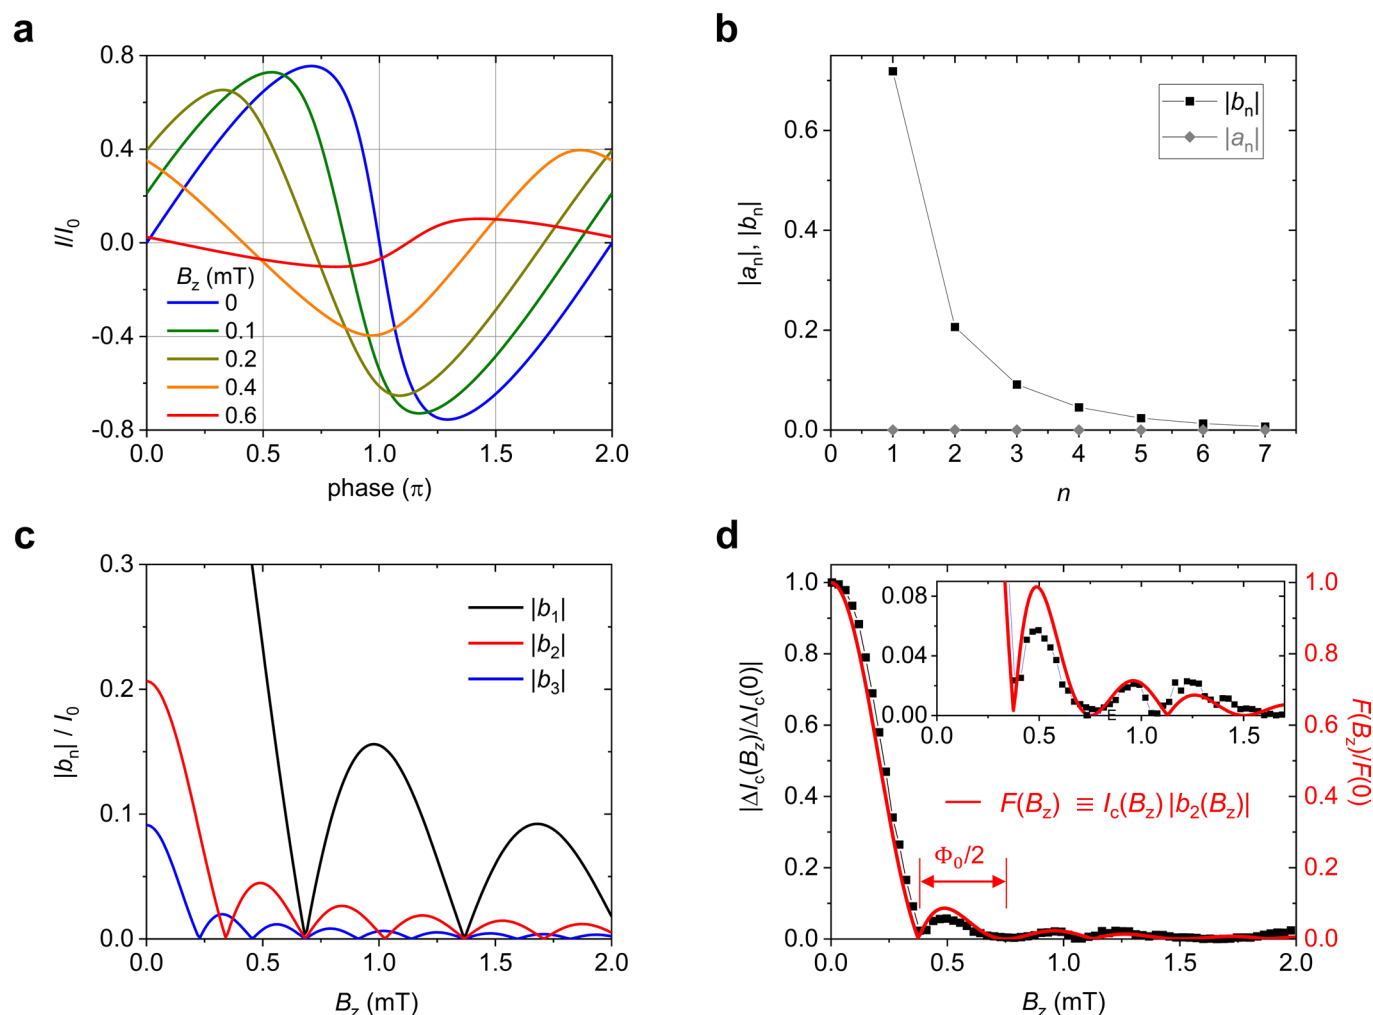 a
0.8
0.4
0.0
-0.4
-0.8
I/I0
Bz (mT)
0
0.1
0.2
0.4
0.6
0.0 0.5 1.0 1.5 2.0
phase (π)
b
|bn|
|an|
0.6
0.4
0.2
0.0
|an|, |bn|
0 1 2 3 4 5 6 7
n
c
0.3
0.2
0.1
0.0
|bn| / I0
|b1|
|b2|
|b3|
0.0 0.5 1.0 1.5 2.0
Bz (mT)
d
1.0
0.8
0.6
0.4
0.2
0.0
|ΔIc(Bz)/ΔIc(0)|
0.08
0.04
0.00
0.0 0.5 1.0 1.5
E
F(Bz) ≡ Ic(Bz) |b2(Bz)|
Φ0/2
1.0
0.8
0.6
0.4
0.2
0.0
F(Bz)/F(0)
0.0 0.5 1.0 1.5 2.0
Bz (mT)